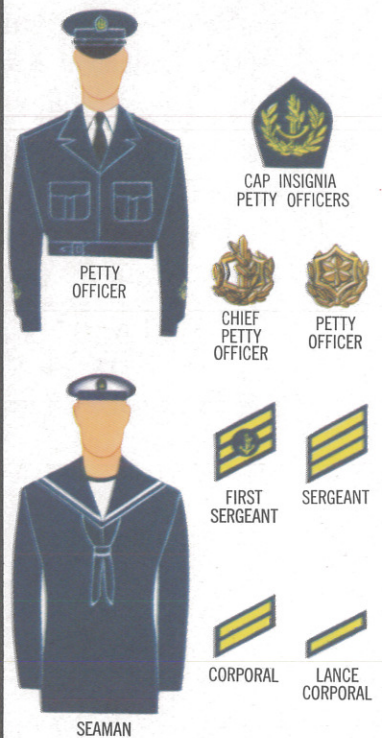 CAP INSIGNIA
PETTY OFFICERS
PETTY
OFFICER
CHIEF
PETTY
OFFICER
PETTY
OFFICER
FIRST
SERGEANT
SERGEANT
CORPORAL
LANCE
CORPORAL
SEAMAN